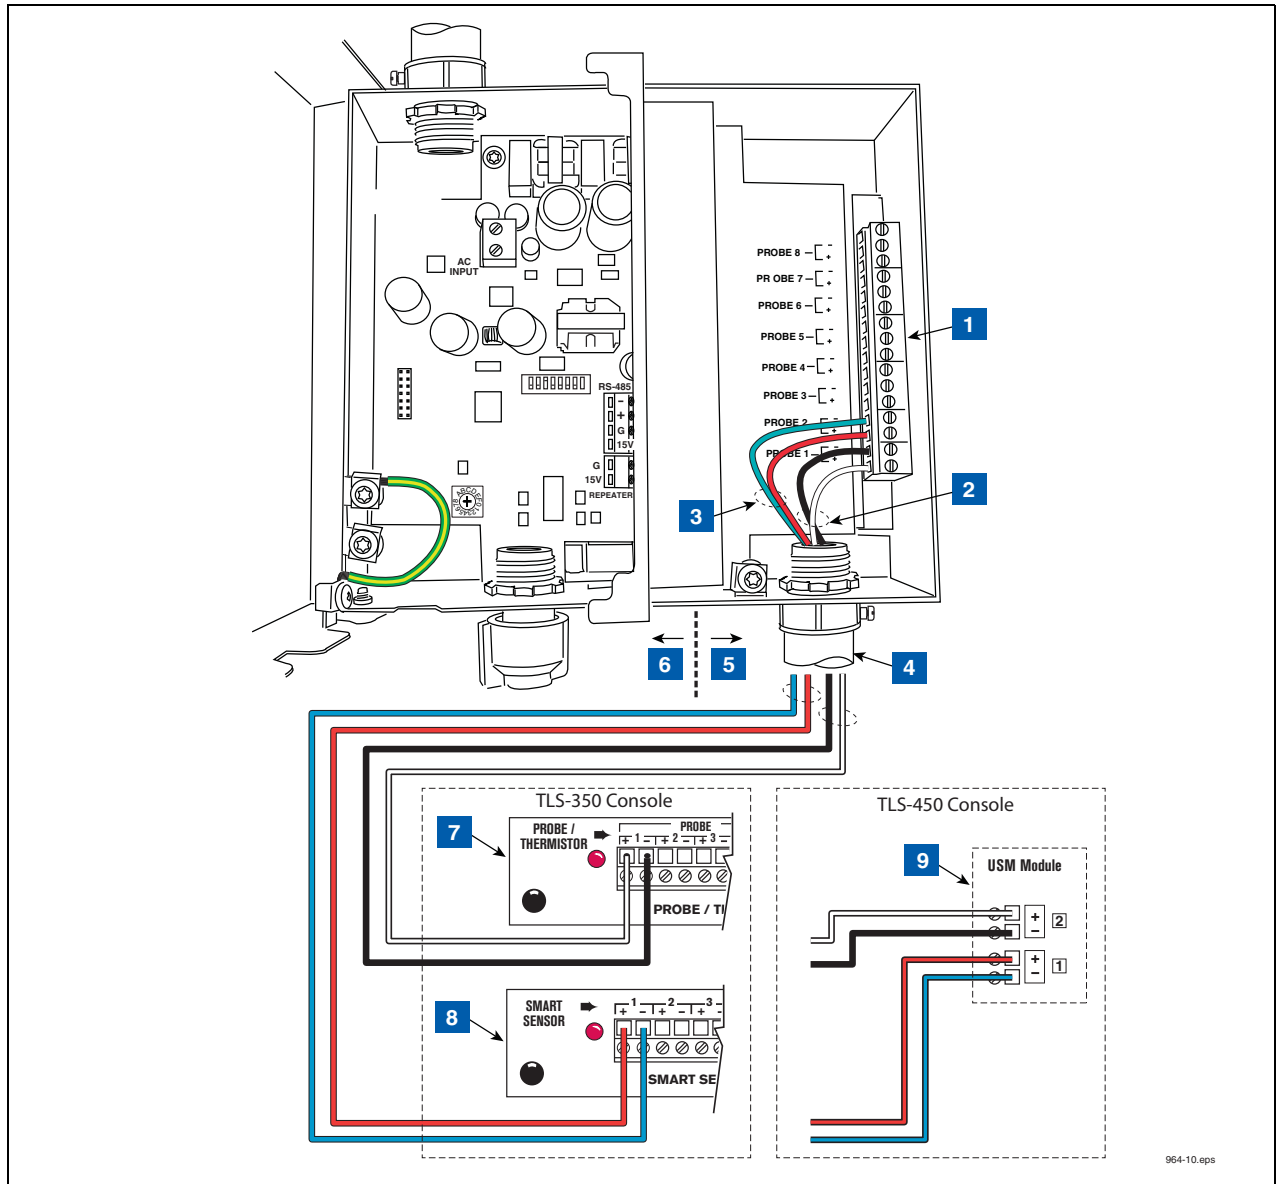 AC
INPUT
RS-485
-
+
G
15V
G
15V
REPEATER
PROBE 8 - +
PR OBE 7 - +
PROBE 6 - +
PROBE 5 - +
PROBE 4 - +
PROBE 3 - +
PROBE 2 - +
PROBE 1 - +
1
2
3
4
6
5
TLS-350 Console
7
PROBE /
THERMISTOR
PROBE
+ 1 - + 2 - + 3 -
PROBE / TI
8
SMART
SENSOR
1 2 3
+ - + - + -
SMART SE
TLS-450 Console
9
USM Module
+
- 2
+
- 1
964-10.eps